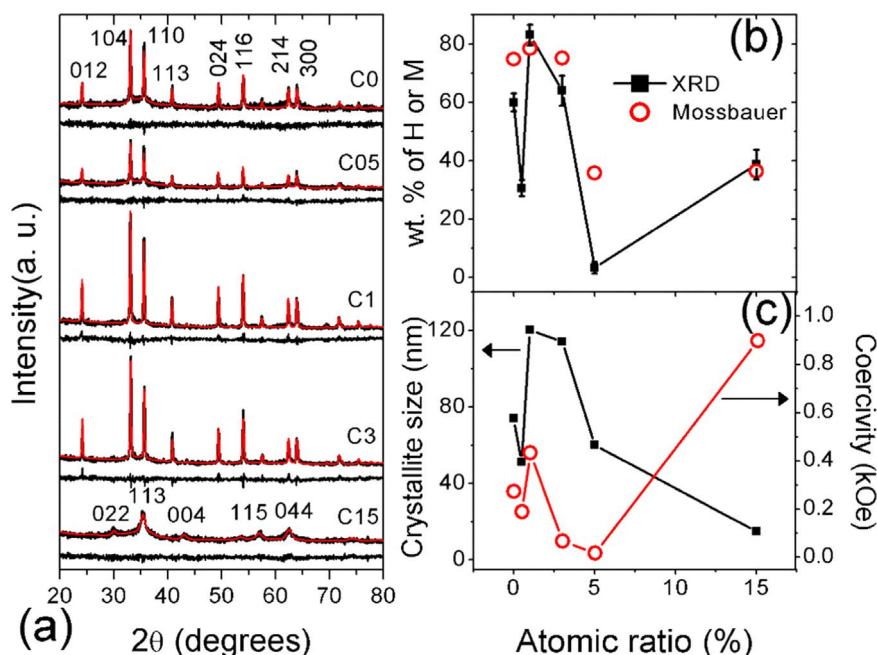 104
110
012
113
024
116
214
300
C0
C05
C1
C3
113
022
004
115
044
C15
Intensity(a. u.)
20 30 40 50 60 70 80
2θ (degrees)
(a)
(b)
XRD
Mossbauer
wt. % of H or M
80
60
40
20
0
(c)
Crystallite size (nm)
120
80
40
0
Coercivity (kOe)
1.0
0.8
0.6
0.4
0.2
0.0
0 5 10 15
Atomic ratio (%)